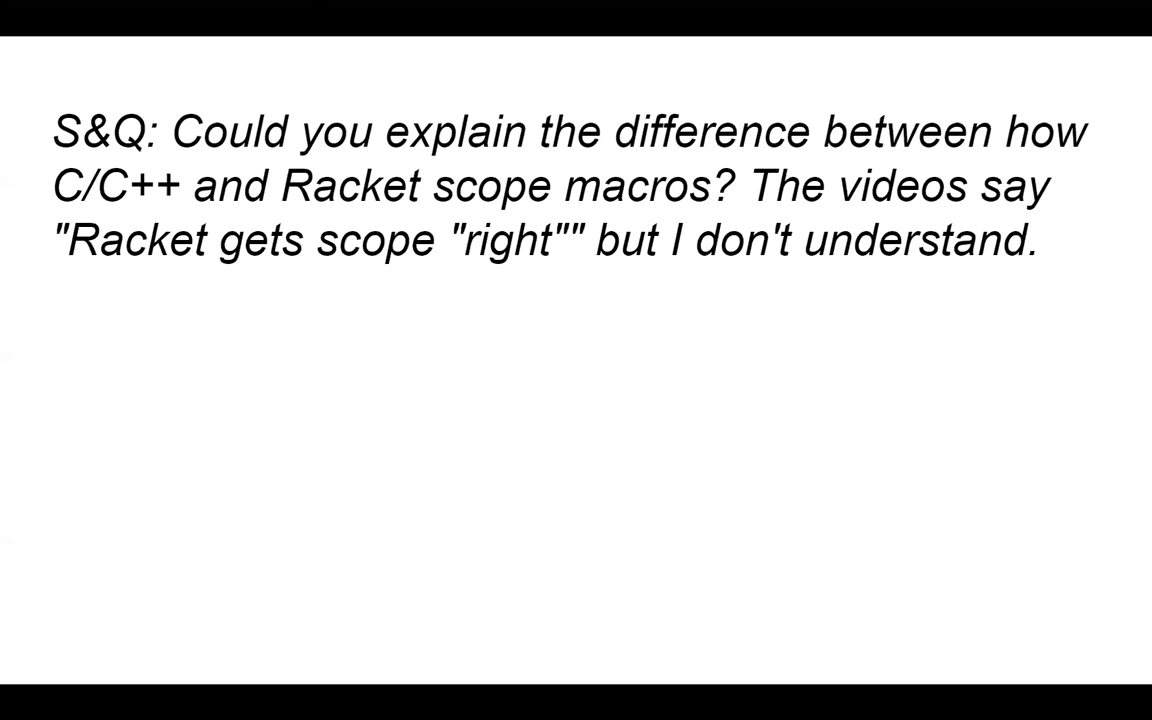 S&Q: Could you explain the difference between how
C/C++ and Racket scope macros? The videos say
"Racket gets scope "right"" but I don't understand.